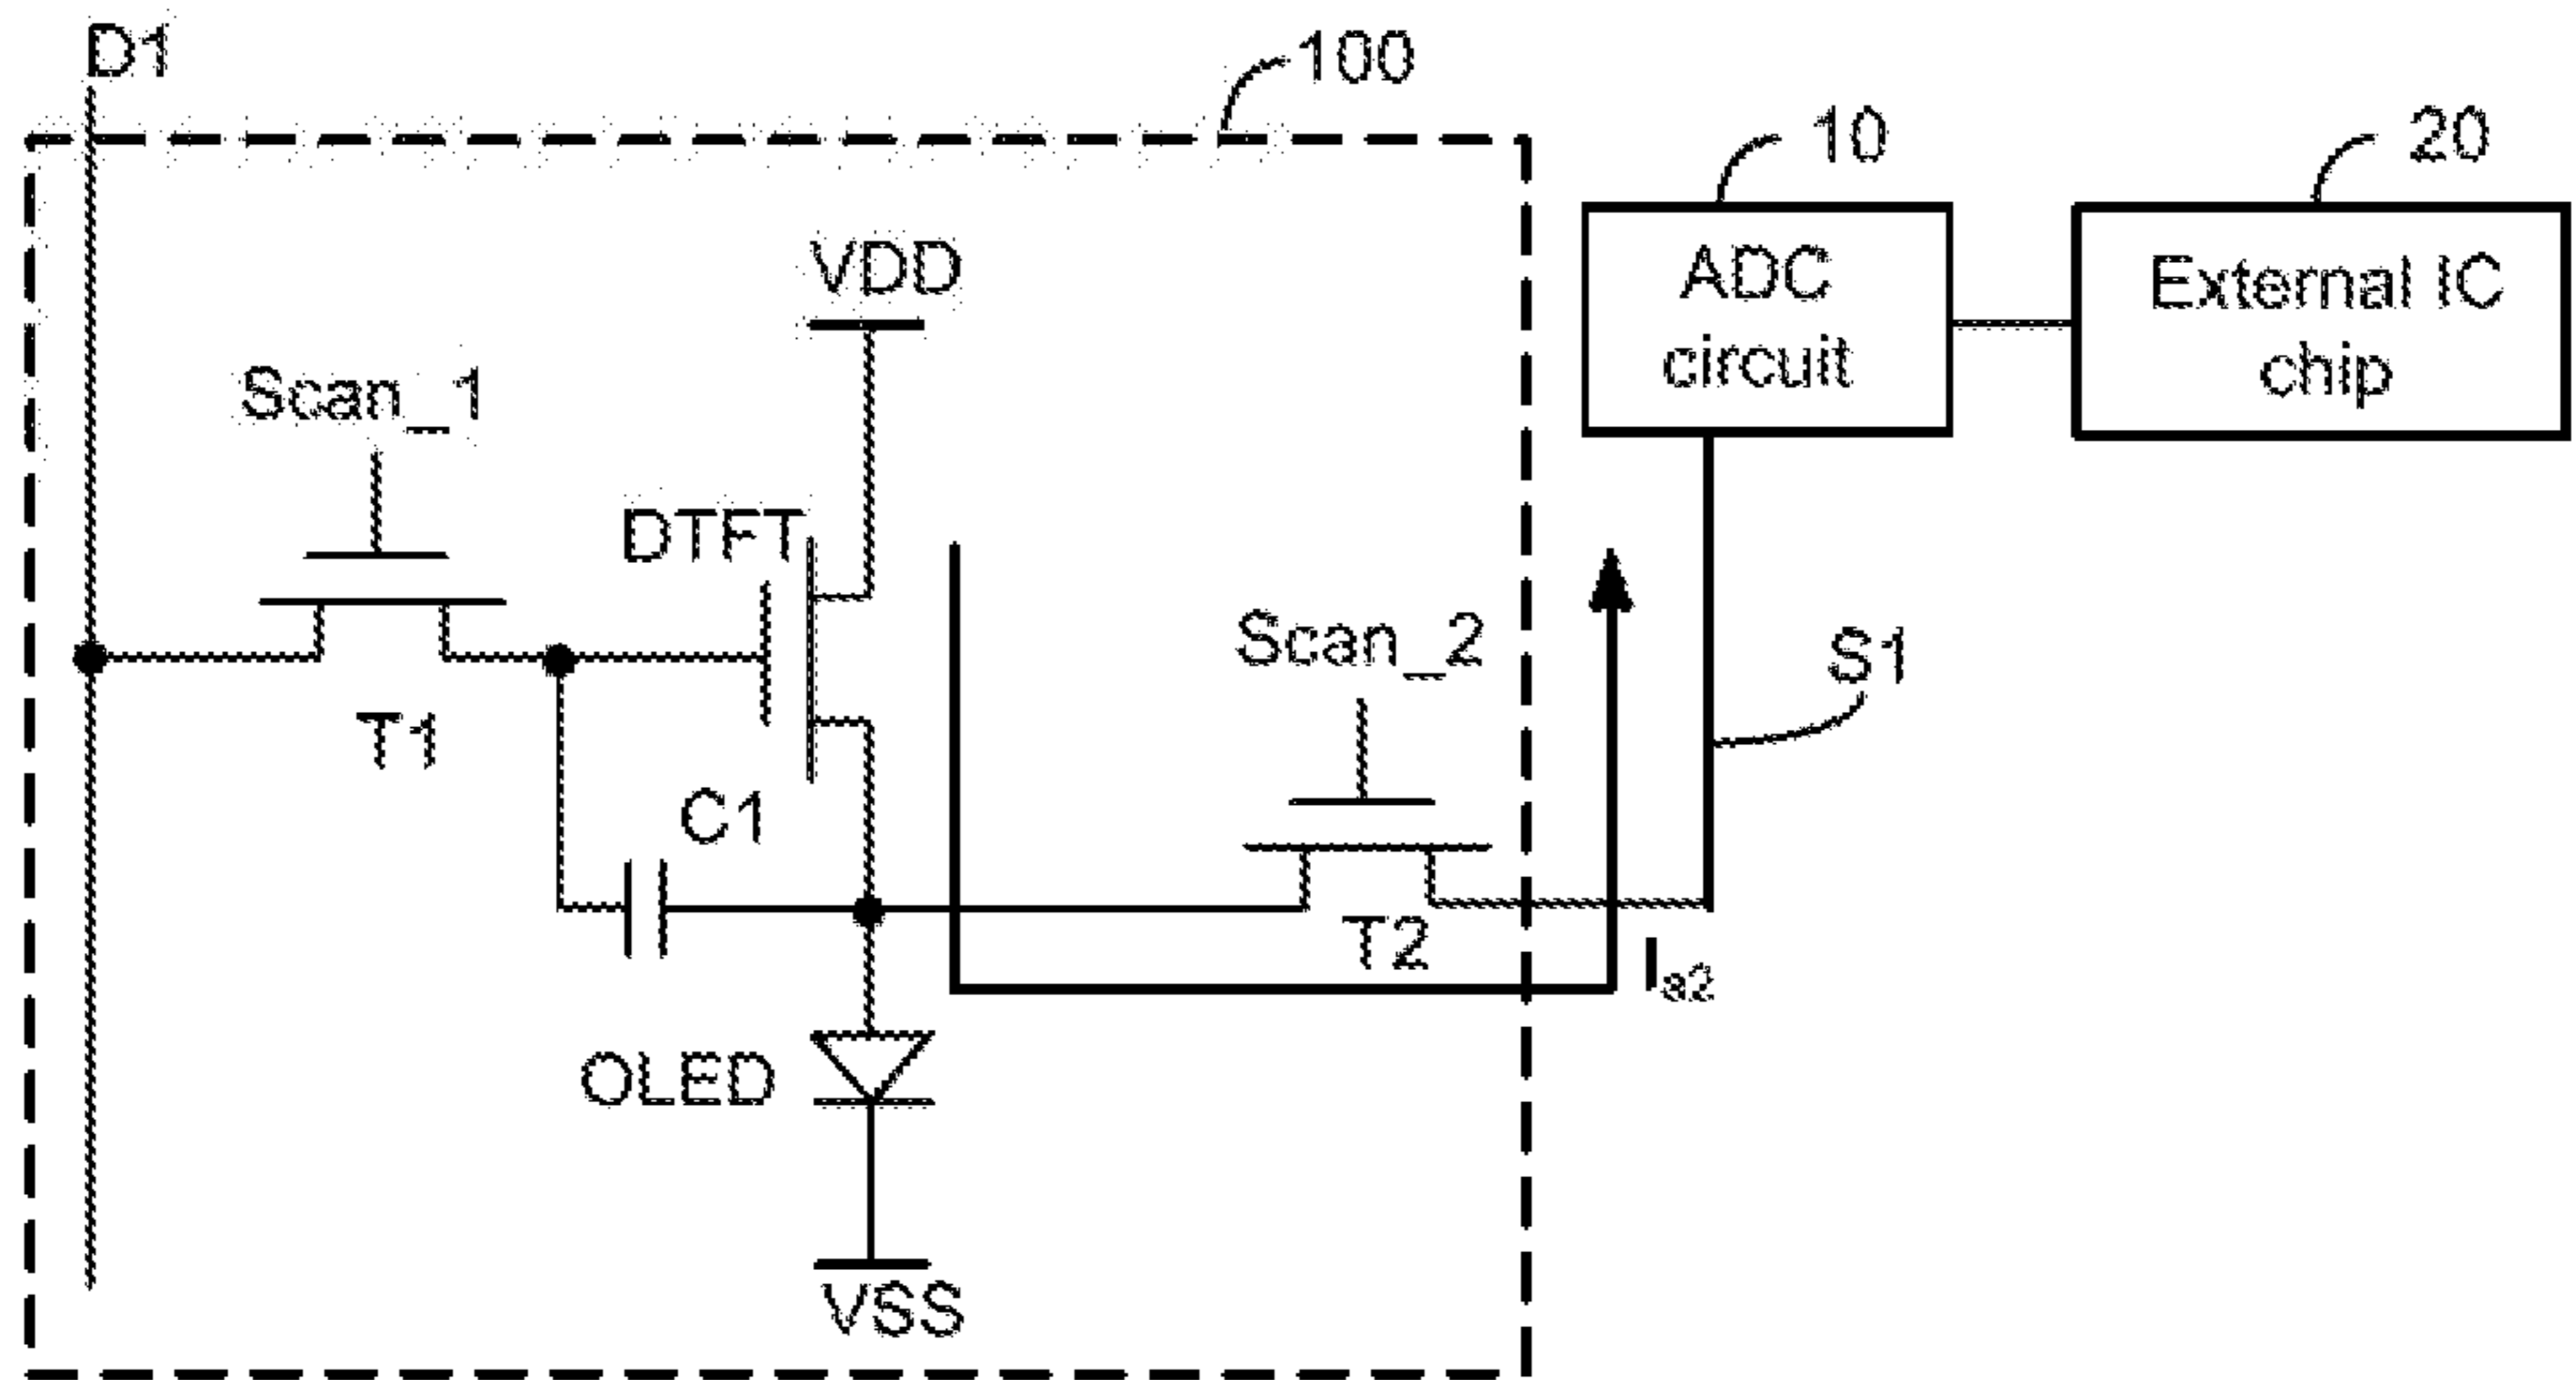 D1
100
10
20
VDD
ADC
circuit
External IC
chip
Scan_1
DTFT
Scan_2
S1
T1
C1
T2
Ia2
OLED
VSS